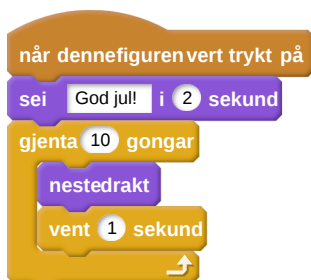 når dennefiguren vert trykt på
sei God jul! i 2 sekund
gjenta 10 gongar
nestedrakt
vent 1 sekund